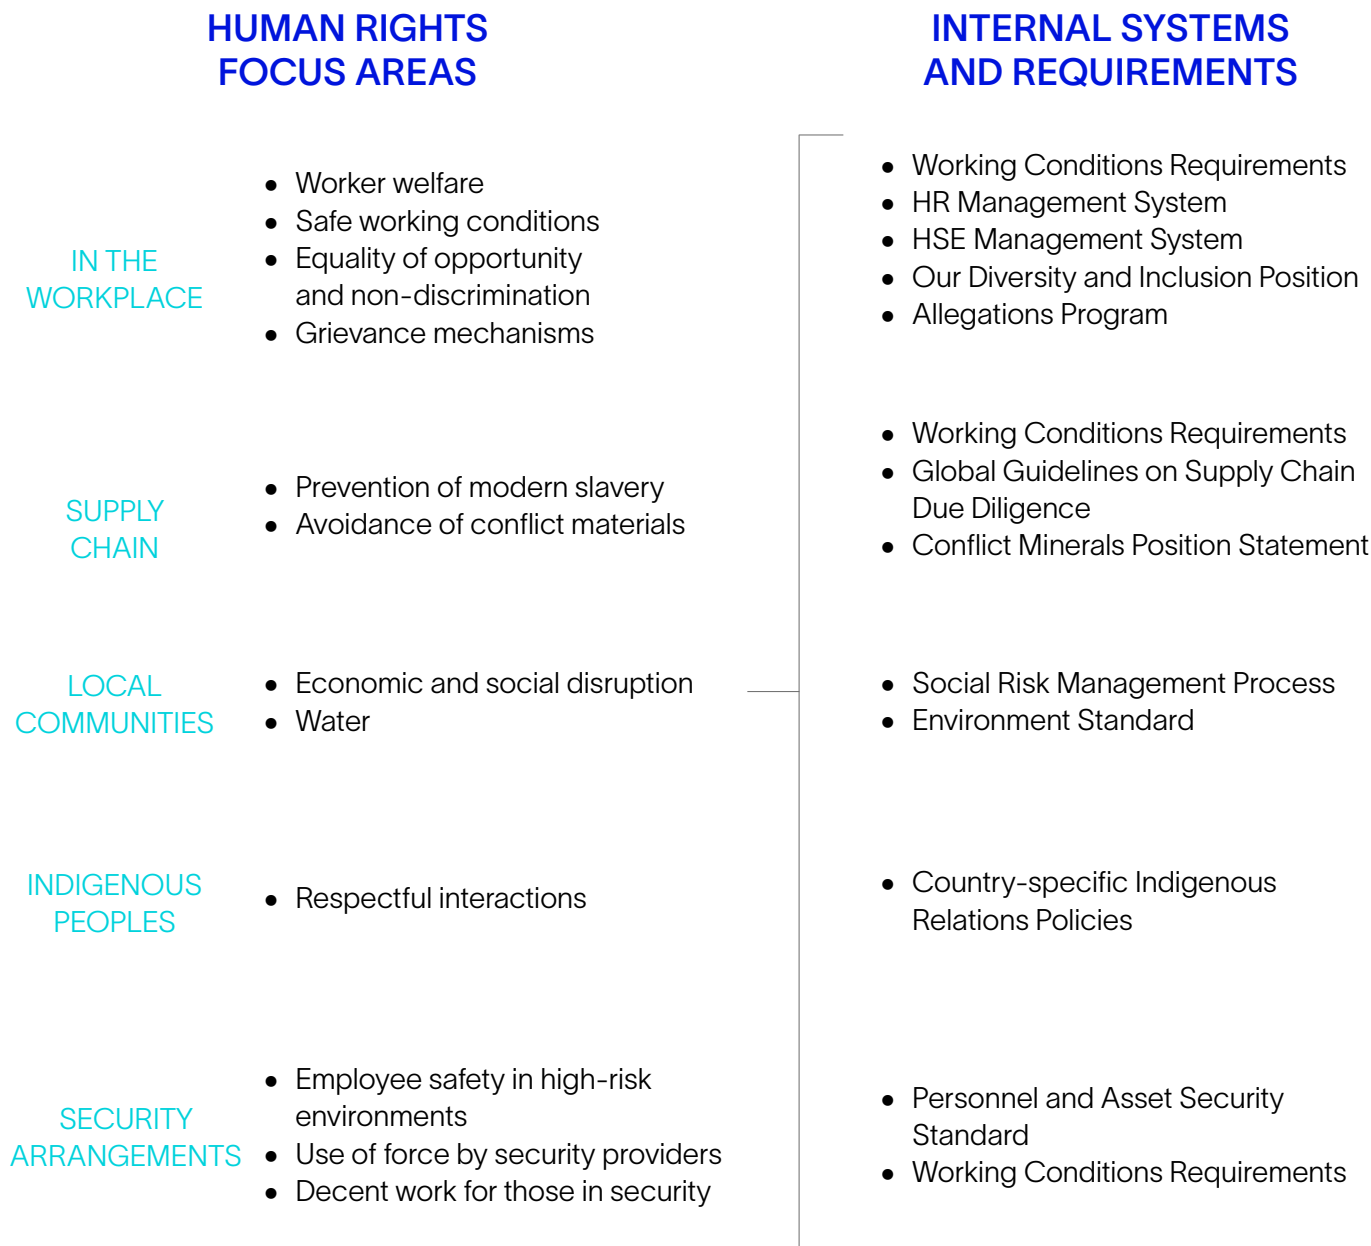 HUMAN RIGHTS
FOCUS AREAS
INTERNAL SYSTEMS
AND REQUIREMENTS
IN THE
WORKPLACE
• Worker welfare
• Safe working conditions
• Equality of opportunity
and non-discrimination
• Grievance mechanisms
• Working Conditions Requirements
• HR Management System
• HSE Management System
• Our Diversity and Inclusion Position
• Allegations Program
SUPPLY
CHAIN
• Prevention of modern slavery
• Avoidance of conflict materials
• Working Conditions Requirements
• Global Guidelines on Supply Chain
Due Diligence
• Conflict Minerals Position Statement
LOCAL
COMMUNITIES
• Economic and social disruption
• Water
• Social Risk Management Process
• Environment Standard
INDIGENOUS
PEOPLES
• Respectful interactions
• Country-specific Indigenous
Relations Policies
SECURITY
ARRANGEMENTS
• Employee safety in high-risk
environments
• Use of force by security providers
• Decent work for those in security
• Personnel and Asset Security
Standard
• Working Conditions Requirements